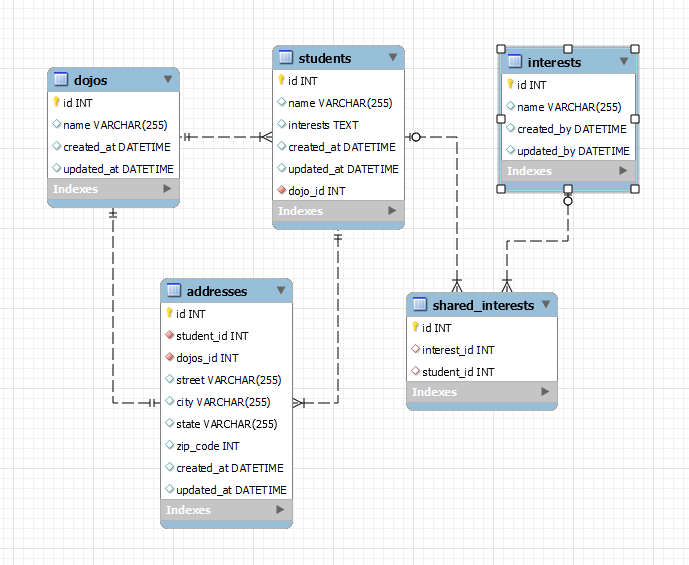 dojos
id INT
name VARCHAR(255)
created_at DATETIME
updated_at DATETIME
Indexes
students
id INT
name VARCHAR(255)
interests TEXT
created_at DATETIME
updated_at DATETIME
dojo_id INT
Indexes
interests
id INT
name VARCHAR(255)
created_by DATETIME
updated_by DATETIME
Indexes
addresses
id INT
student_id INT
dojos_id INT
street VARCHAR(255)
city VARCHAR(255)
state VARCHAR(255)
zip_code INT
created_at DATETIME
updated_at DATETIME
Indexes
shared_interests
id INT
interest_id INT
student_id INT
Indexes